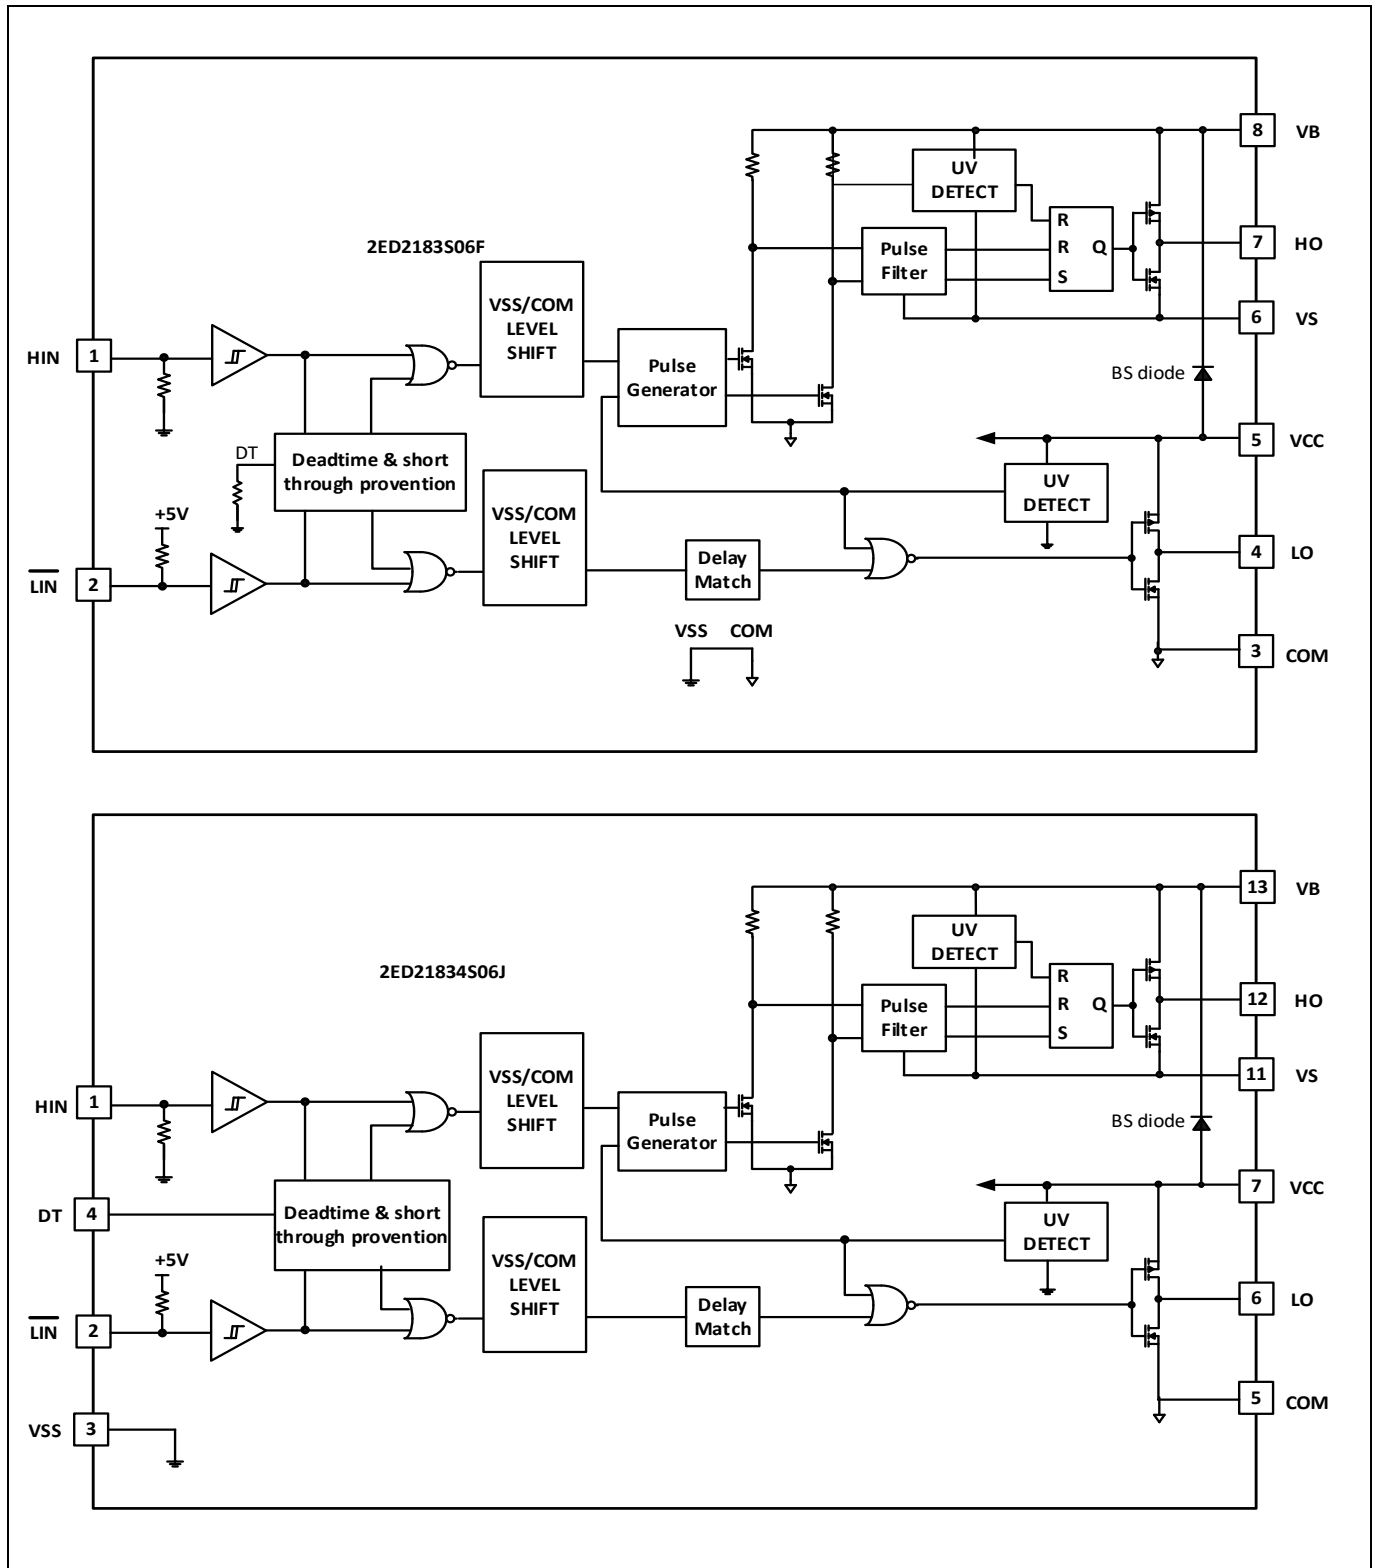 8 VB
UV
DETECT
R
2ED2183S06F
Pulse
Filter
R Q
S
7 HO
VSS/COM
LEVEL
SHIFT
6 VS
HIN 1
Pulse
Generator
BS diode
DT
Deadtime & short
through provention
5 VCC
UV
DETECT
+5V
VSS/COM
LEVEL
SHIFT
Delay
Match
4 LO
LIN 2
VSS COM
3 COM
13 VB
UV
DETECT
2ED21834S06J
R
Pulse
Filter
R Q
S
12 HO
VSS/COM
LEVEL
SHIFT
11 VS
HIN 1
Pulse
Generator
BS diode
7 VCC
DT 4
Deadtime & short
through provention
UV
DETECT
+5V
VSS/COM
LEVEL
SHIFT
Delay
Match
6 LO
LIN 2
5 COM
VSS 3